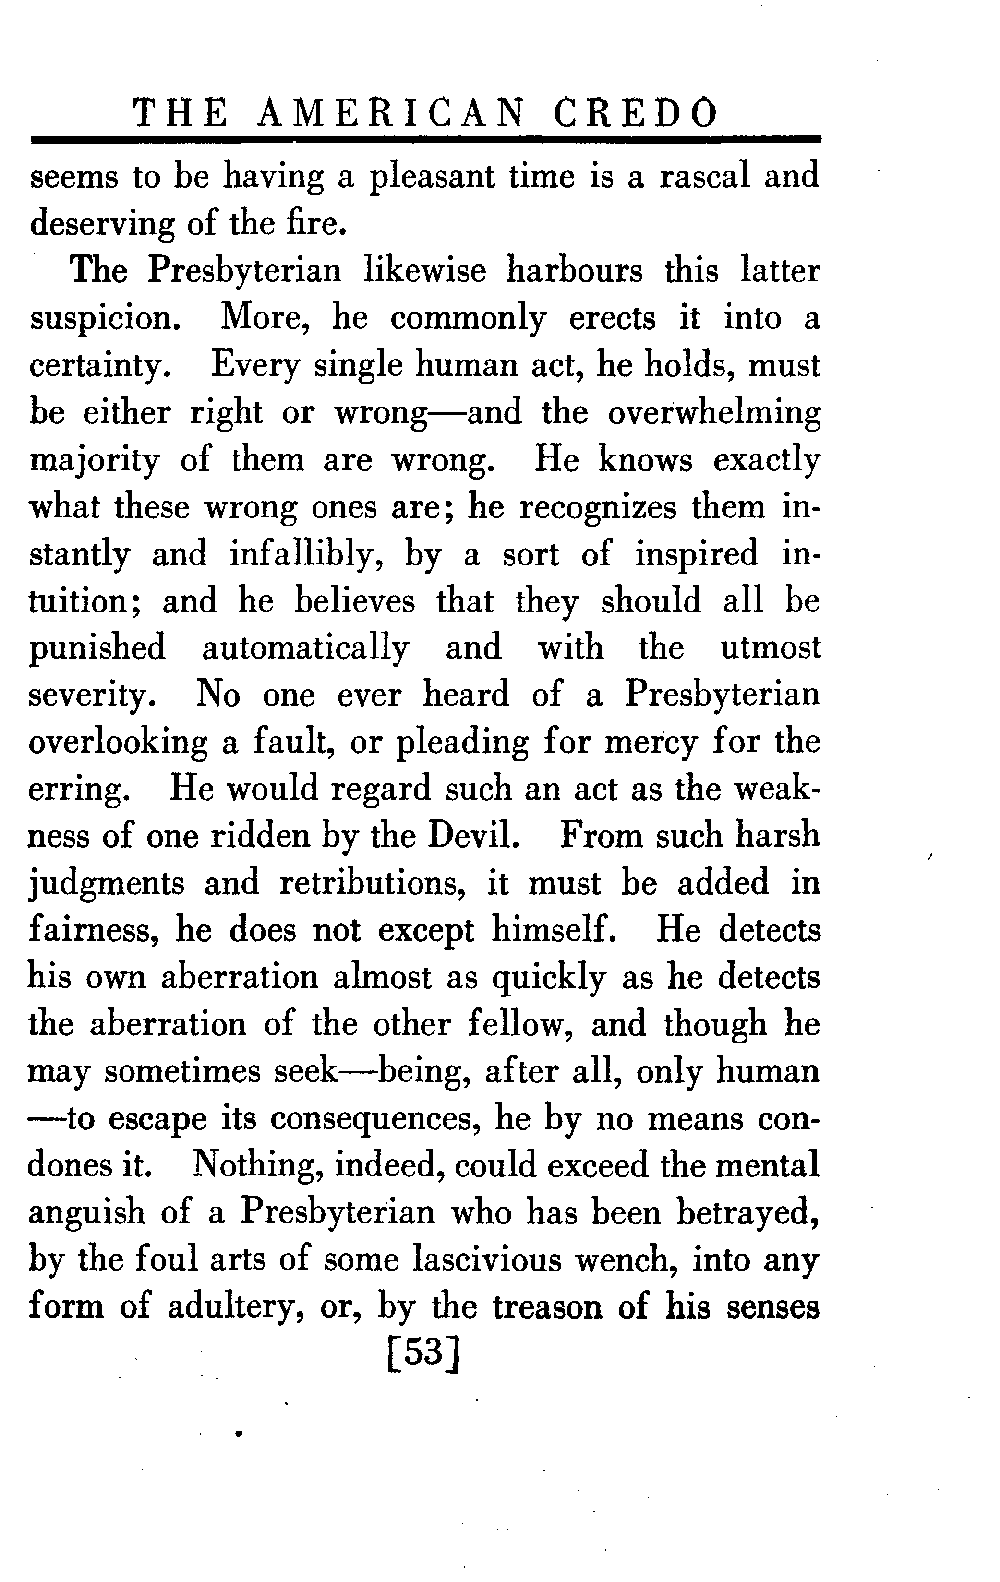 THE AMERICAN CREDO
seems to be having a pleasant time is a rascal and
deserving of the fire.
The Presbyterian likewise harbours this latter
suspicion. More, he commonly erects it into a
certainty. Every single human act, he holds, must
be either right or wrong—and the overwhelming
majority of them are wrong. He knows exactly
what these wrong ones are; he recognizes them in-
stantly and infallibly, by a sort of inspired in-
tuition; and he believes that they should all be
punished automatically and with the utmost
severity. No one ever heard of a Presbyterian
overlooking a fault, or pleading for mercy for the
erring. He would regard such an act as the weak-
ness of one ridden by the Devil. From such harsh
judgments and retributions, it must be added in
fairness, he does not except himself. He detects
his own aberration almost as quickly as he detects
the aberration of the other fellow, and though he
may sometimes seek—being, after all, only human
—to escape its consequences, he by no means con-
dones it. Nothing, indeed, could exceed the mental
anguish of a Presbyterian who has been betrayed,
by the foul arts of some lascivious wench, into any
form of adultery, or, by the treason of his senses
[53]